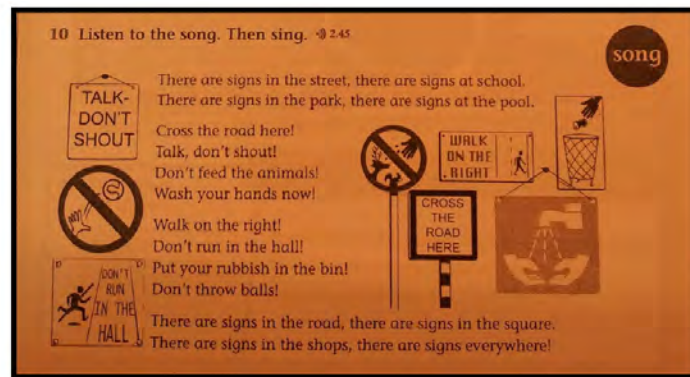 10 Listen to the song. Then sing. 2.45
song
There are signs in the street, there are signs at school.
There are signs in the park, there are signs at the pool.
Cross the road here!
Talk, don't shout!
Don't feed the animals!
Wash your hands now!
Walk on the right!
Don't run in the hall!
Put your rubbish in the bin!
Don't throw balls!
There are signs in the road, there are signs in the square.
There are signs in the shops, there are signs everywhere!
TALK-
DON'T
SHOUT
DON'T
RUN
IN THE
HALL
WALK
ON THE
RIGHT
CROSS
THE
ROAD
HERE